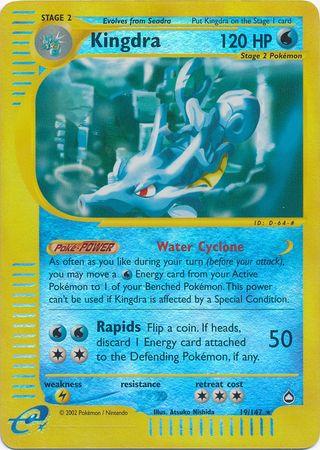 STAGE 2 Evolves from Seadra Put Kingdra on the Stage 1 card
Kingdra 120 HP
Stage 2 Pokémon
ID: D-64-#
Poké-POWER Water Cyclone
As often as you like during your turn (before your attack),
you may move a Energy card from your Active
Pokémon to 1 of your Benched Pokémon. This power
can't be used if Kingdra is affected by a Special Condition.
Rapids Flip a coin. If heads,
discard 1 Energy card attached
to the Defending Pokémon, if any.
50
weakness resistance retreat cost
© 2002 Pokémon / Nintendo Illus. Atsuko Nishida 19/147 ★
e